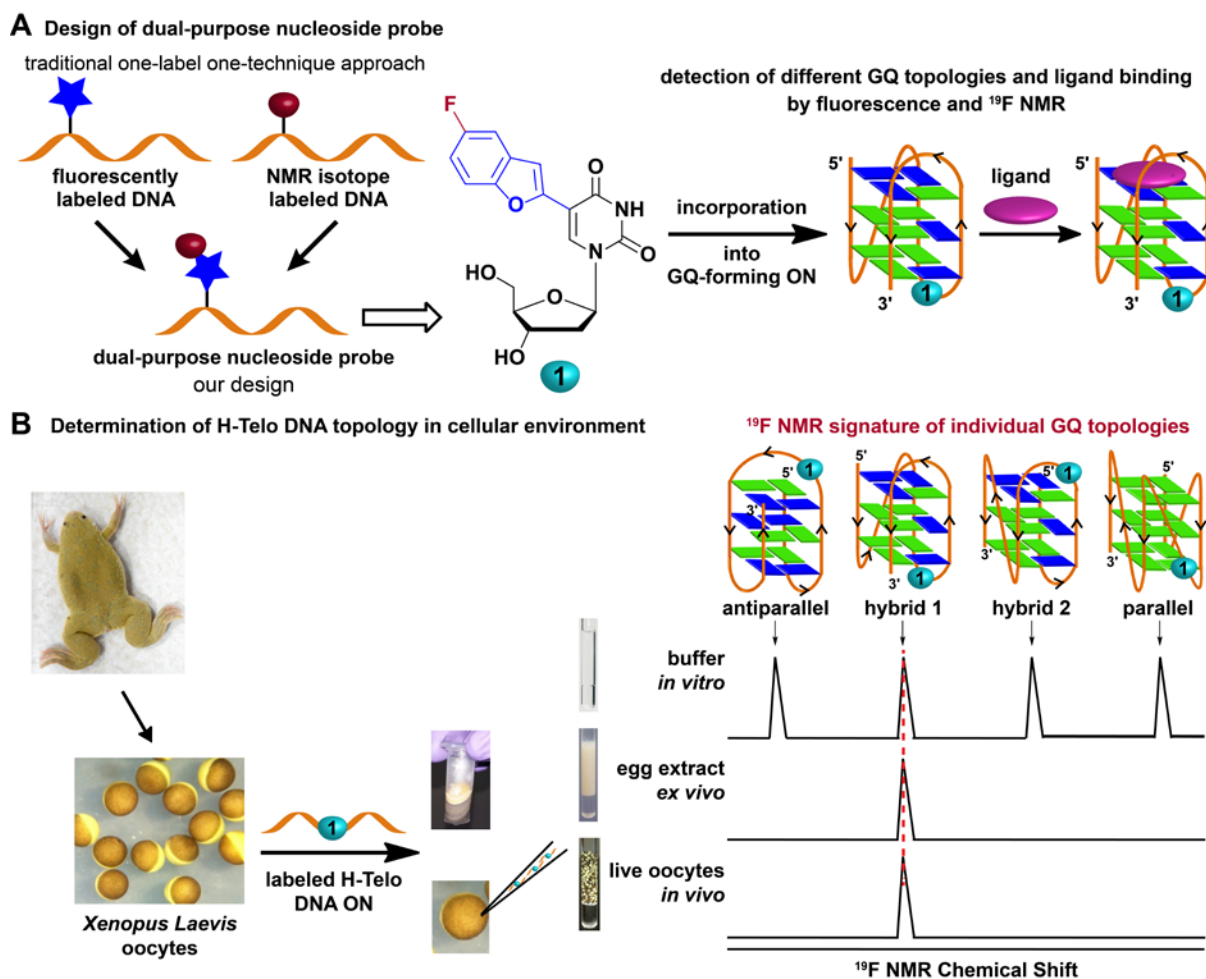 A Design of dual-purpose nucleoside probe
traditional one-label one-technique approach
fluorescently
labeled DNA
NMR isotope
labeled DNA
dual-purpose nucleoside probe
our design
F
O
O
NH
O
N
HO
O
HO
1
detection of different GQ topologies and ligand binding
by fluorescence and ¹⁹F NMR
incorporation
into
GQ-forming ON
5'
3'
1
ligand
5'
3'
1
B Determination of H-Telo DNA topology in cellular environment
Xenopus Laevis
oocytes
1
labeled H-Telo
DNA ON
¹⁹F NMR signature of individual GQ topologies
5'
1
3'
antiparallel
5'
3'
1
hybrid 1
5'
1
3'
hybrid 2
5'
3'
1
parallel
buffer
in vitro
egg extract
ex vivo
live oocytes
in vivo
¹⁹F NMR Chemical Shift